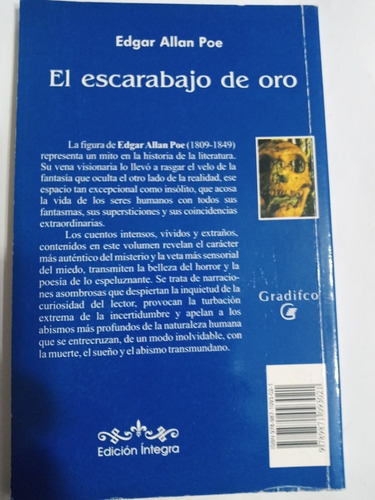 Edgar Allan Poe
El escarabajo de oro
La figura de Edgar Allan Poe (1809-1849)
representa un mito en la historia de la literatura.
Su vena visionaria lo llevó a rasgar el velo de la
fantasía que oculta el otro lado de la realidad, ese
espacio tan excepcional como insólito, que acosa
la vida de los seres humanos con todos sus
fantasmas, sus supersticiones y sus coincidencias
extraordinarias.
Los cuentos intensos, vívidos y extraños,
contenidos en este volumen revelan el carácter
más auténtico del misterio y la veta más sensorial
del miedo, transmiten la belleza del horror y la
poesía de lo espeluznante. Se trata de narracio-
nes asombrosas que despiertan la inquietud de la
curiosidad del lector, provocan la turbación
extrema de la incertidumbre y apelan a los
abismos más profundos de la naturaleza humana
que se entrecruzan, de un modo inolvidable, con
la muerte, el sueño y el abismo transmundano.
Gradifco
Edición Íntegra